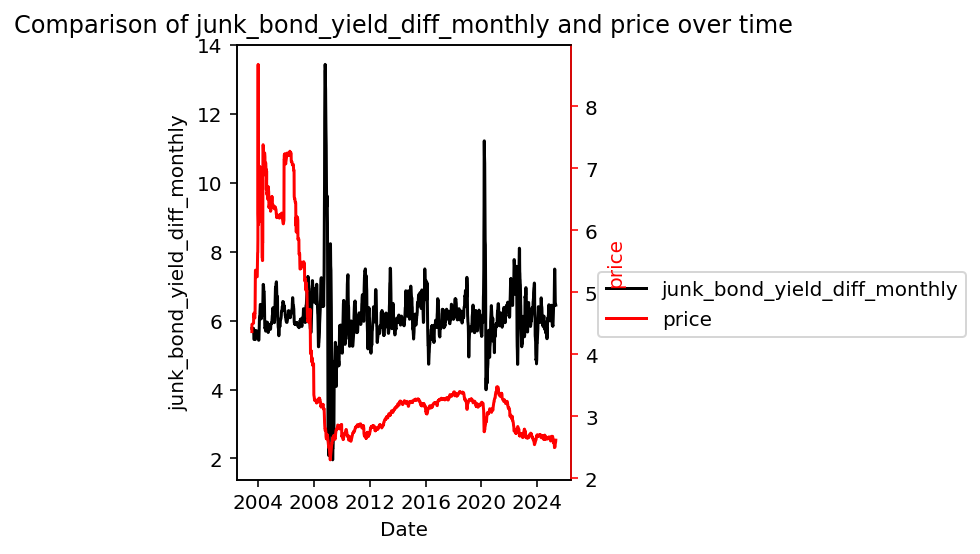 Comparison of junk_bond_yield_diff_monthly and price over time
junk_bond_yield_diff_monthly
14
12
10
8
6
4
2
8
7
6
5
4
3
2
price
junk_bond_yield_diff_monthly
price
2004 2008 2012 2016 2020 2024
Date